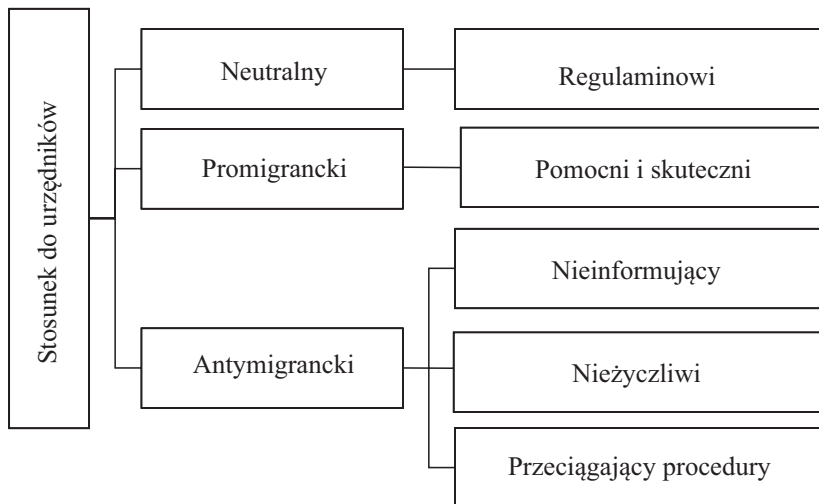 Stosunek do urzędników
Neutralny
Regulaminowi
Promigrancki
Pomocni i skuteczni
Antymigrancki
Nieinformujący
Nieżyczliwi
Przeciągający procedury